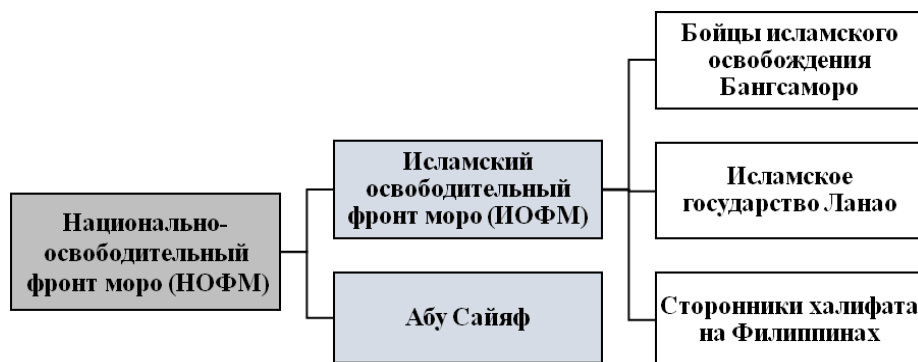 Национально-
освободительный
фронт моро (НОФМ)
Исламский
освободительный
фронт моро (ИОФМ)
Абу Сайяф
Бойцы исламского
освобождения
Бангсаморо
Исламское
государство Ланао
Сторонники халифата
на Филиппинах